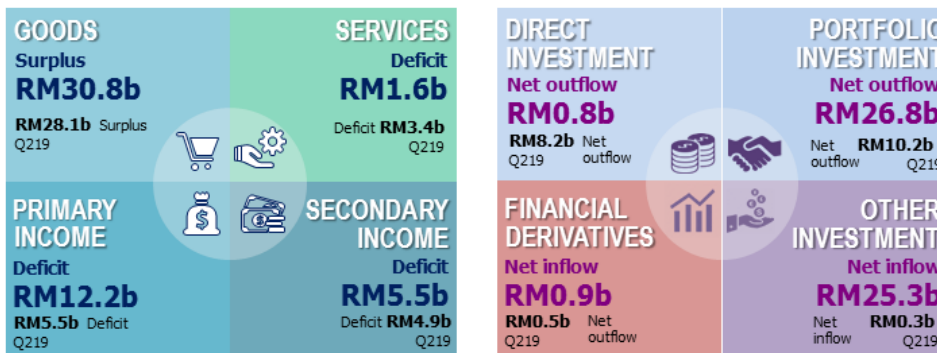 GOODS
Surplus
RM30.8b
RM28.1b Surplus
Q219
SERVICES
Deficit
RM1.6b
Deficit RM3.4b
Q219
PRIMARY
INCOME
Deficit
RM12.2b
RM5.5b Deficit
Q219
SECONDARY
INCOME
Deficit
RM5.5b
Deficit RM4.9b
Q219
DIRECT
INVESTMENT
Net outflow
RM0.8b
RM8.2b Net
Q219 outflow
PORTFOLIO
INVESTMENT
Net outflow
RM26.8b
Net RM10.2b
outflow Q219
FINANCIAL
DERIVATIVES
Net inflow
RM0.9b
RM0.5b Net
Q219 outflow
OTHER
INVESTMENT
Net inflow
RM25.3b
Net RM0.3b
inflow Q219